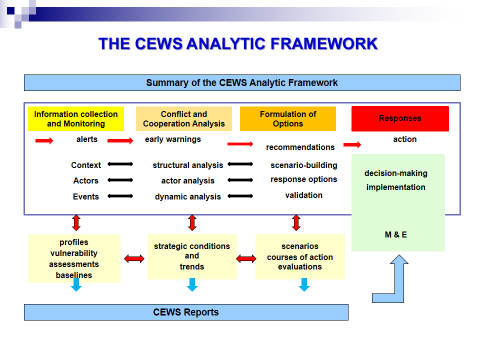 THE CEWS ANALYTIC FRAMEWORK
Summary of the CEWS Analytic Framework
Information collection
and Monitoring
Conflict and
Cooperation Analysis
Formulation of
Options
Responses
alerts
early warnings
recommendations
action
Context
structural analysis
scenario-building
Actors
actor analysis
response options
Events
dynamic analysis
validation
decision-making
implementation
M & E
profiles
vulnerability
assessments
baselines
strategic conditions
and
trends
scenarios
courses of action
evaluations
CEWS Reports